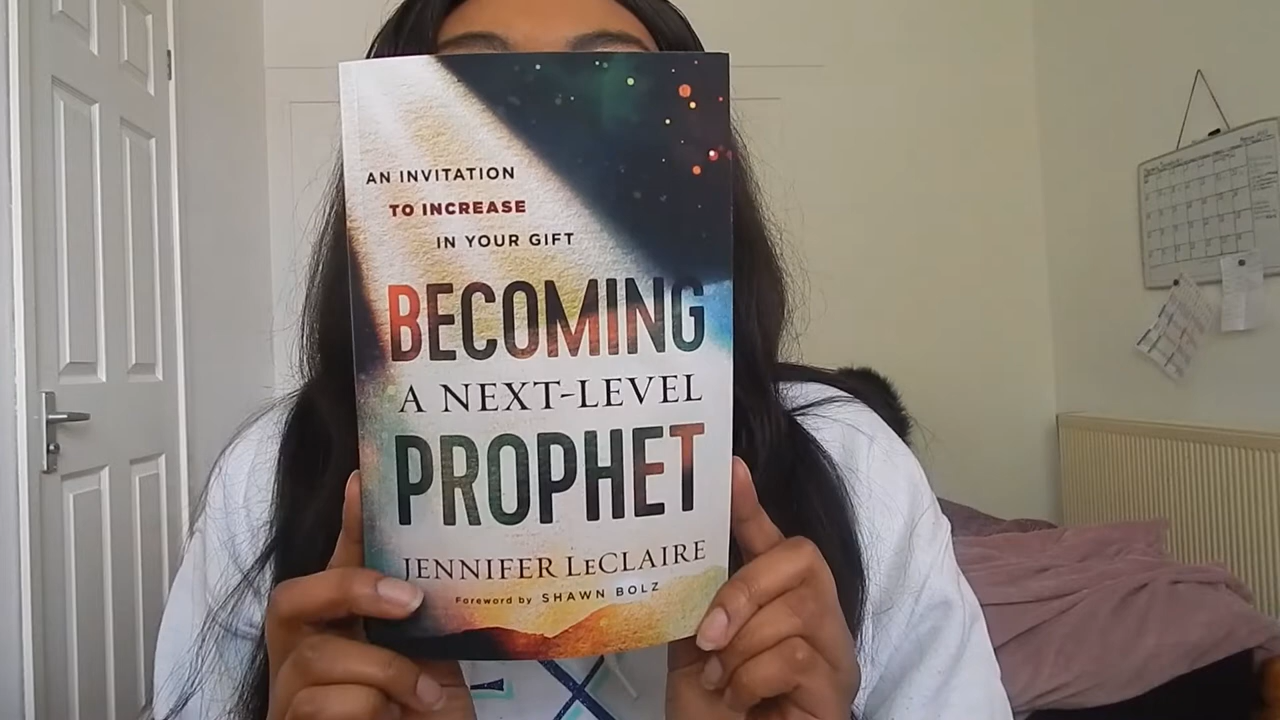 AN INVITATION
TO INCREASE
IN YOUR GIFT
BECOMING
A NEXT-LEVEL
PROPHET
JENNIFER LECLAIRE
Foreword by SHAWN BOLZ